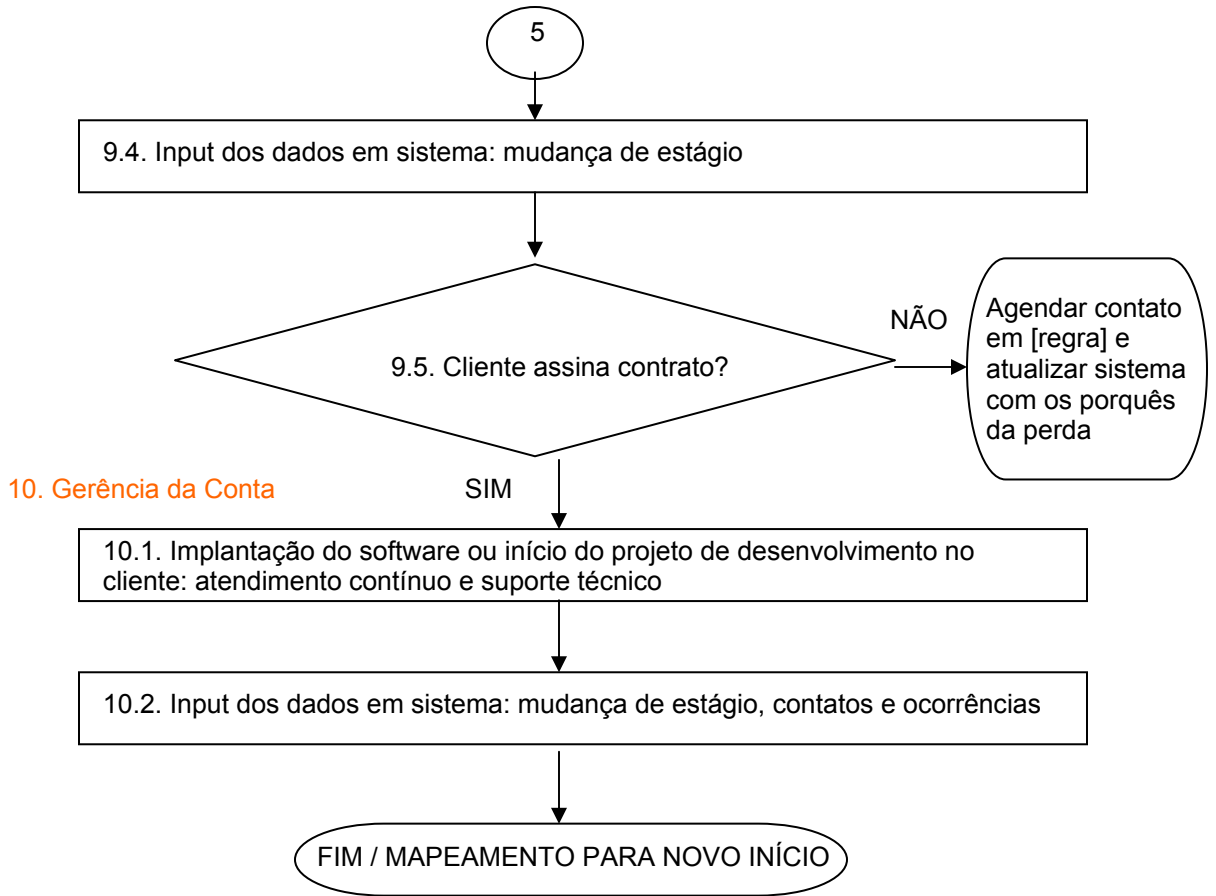 5
9.4. Input dos dados em sistema: mudança de estágio
9.5. Cliente assina contrato?
NÃO
Agendar contato
em [regra] e
atualizar sistema
com os porquês
da perda
10. Gerência da Conta
SIM
10.1. Implantação do software ou início do projeto de desenvolvimento no
cliente: atendimento contínuo e suporte técnico
10.2. Input dos dados em sistema: mudança de estágio, contatos e ocorrências
FIM / MAPEAMENTO PARA NOVO INÍCIO